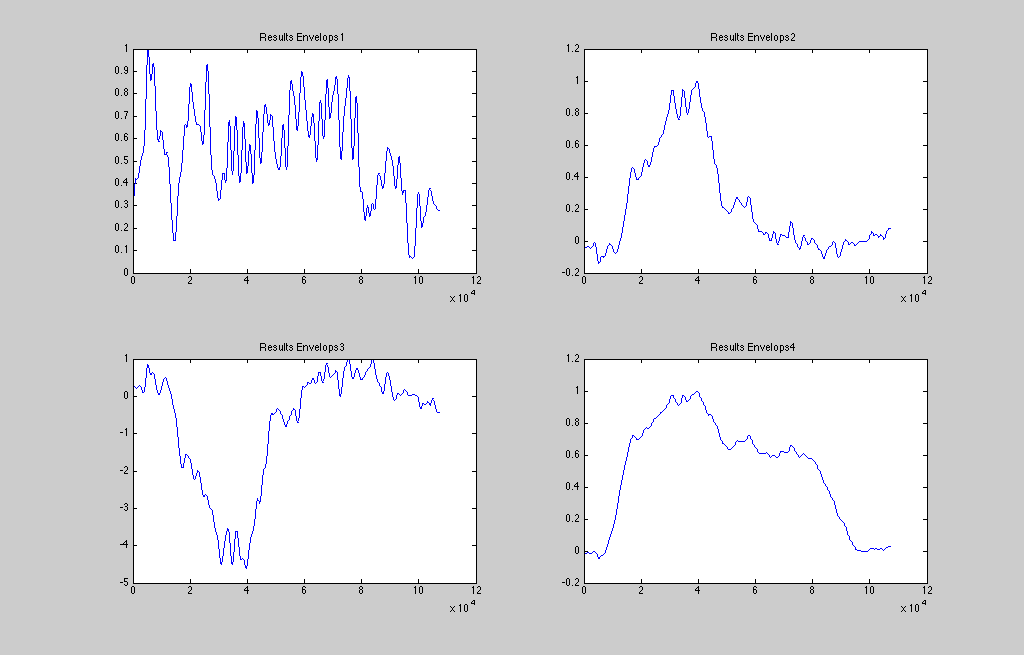 Results Envelops1
1
0.9
0.8
0.7
0.6
0.5
0.4
0.3
0.2
0.1
0
0 2 4 6 8 10 12
x 10^4
Results Envelops2
1.2
1
0.8
0.6
0.4
0.2
0
-0.2
0 2 4 6 8 10 12
x 10^4
Results Envelops3
1
0
-1
-2
-3
-4
-5
0 2 4 6 8 10 12
x 10^4
Results Envelops4
1.2
1
0.8
0.6
0.4
0.2
0
-0.2
0 2 4 6 8 10 12
x 10^4